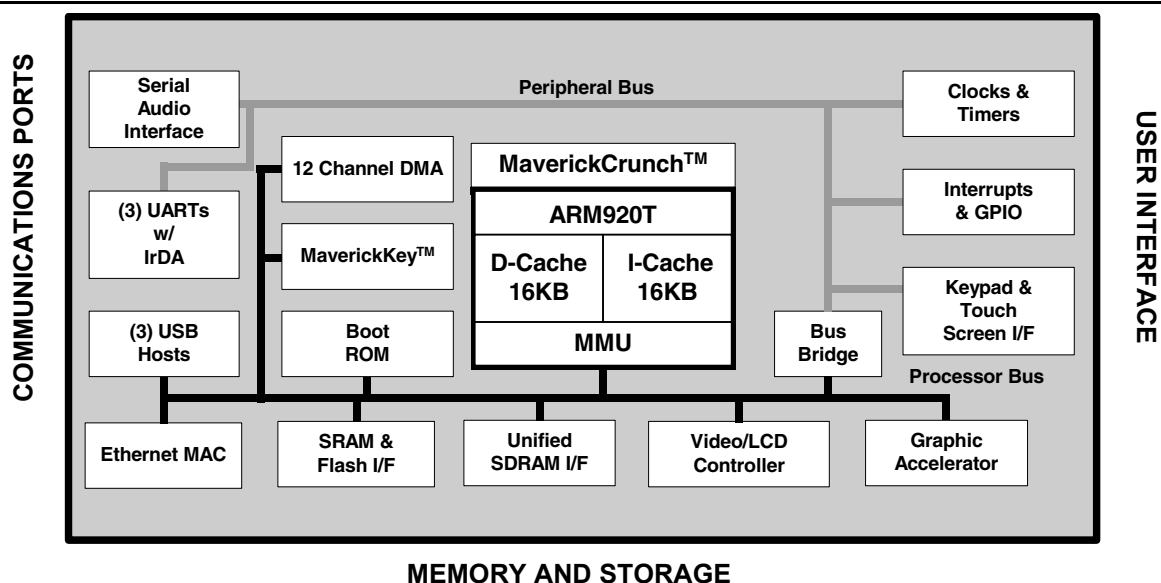 COMMUNICATIONS PORTS
Serial
Audio
Interface
Peripheral Bus
Clocks &
Timers
USER INTERFACE
12 Channel DMA
MaverickCrunch™
(3) UARTs
w/
IrDA
ARM920T
Interrupts
& GPIO
MaverickKey™
D-Cache
16KB
I-Cache
16KB
(3) USB
Hosts
Boot
ROM
MMU
Bus
Bridge
Keypad &
Touch
Screen I/F
Processor Bus
Ethernet MAC
SRAM &
Flash I/F
Unified
SDRAM I/F
Video/LCD
Controller
Graphic
Accelerator
MEMORY AND STORAGE